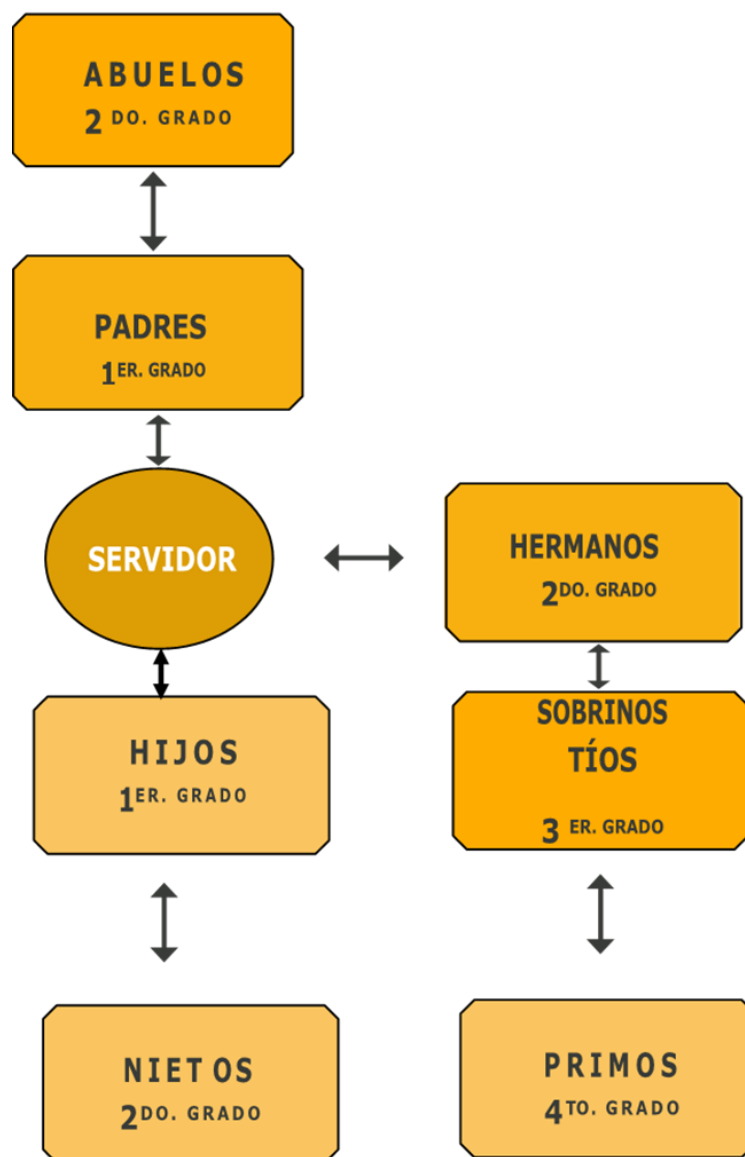 ABUELOS
2 DO. GRADO
PADRES
1ER. GRADO
SERVIDOR
HERMANOS
2DO. GRADO
HIJOS
1ER. GRADO
SOBRINOS
TÍOS
3 ER. GRADO
NIETOS
2DO. GRADO
PRIMOS
4TO. GRADO